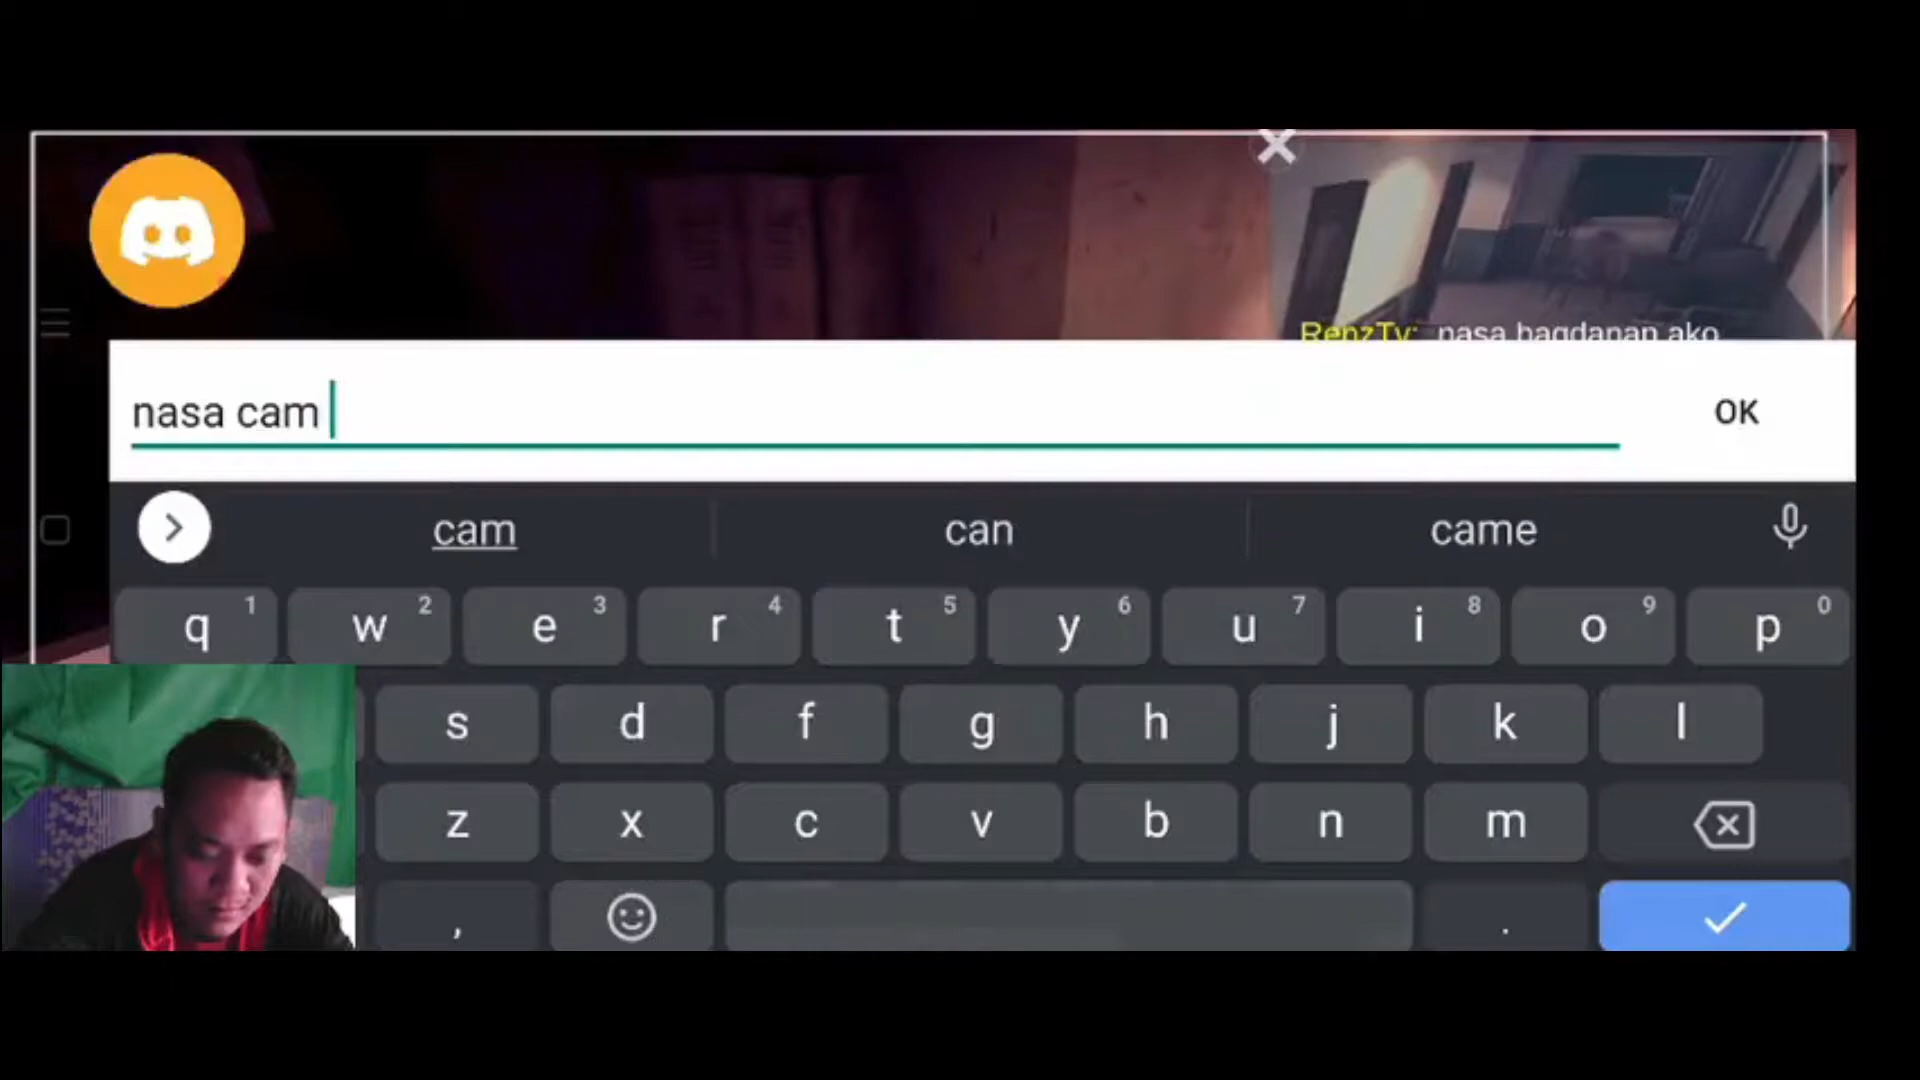 RenzTv: nasa hagdanan ako
nasa cam
OK
cam can came
q 1 w 2 e 3 r 4 t 5 y 6 u 7 i 8 o 9 p 0
s d f g h j k l
z x c v b n m
, .